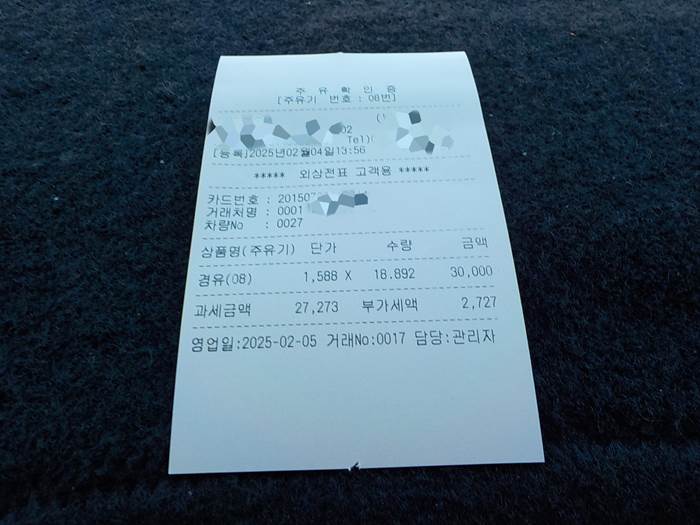 주 유 확 인 증
[주유기 번호 : 08번]
02
Tel)
[등록]2025년02월04일13:56
***** 외상전표 고객용 *****
카드번호 : 20150
거래처명 : 0001
차량No : 0027
상품명(주유기) 단가 수량 금액
경유(08) 1,588 X 18.892 30,000
과세금액 27,273 부가세액 2,727
영업일:2025-02-05 거래No:0017 담당:관리자